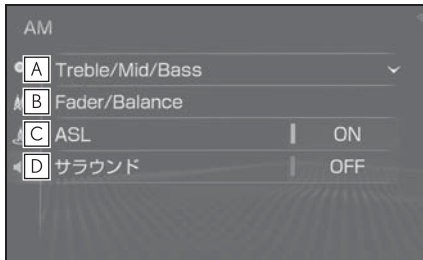 AM
A Treble/Mid/Bass
B Fader/Balance
C ASL ON
D サラウンド OFF